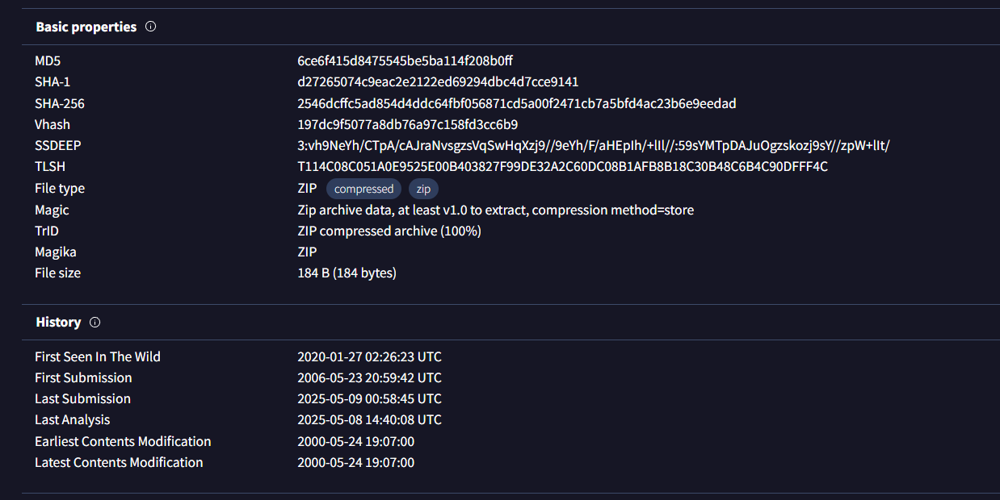 Basic properties
MD5 6ce6f415d8475545be5ba114f208b0ff
SHA-1 d27265074c9eac2e2122ed69294dbc4d7cce9141
SHA-256 2546dcffc5ad854d4ddc64fbf056871cd5a00f2471cb7a5bfd4ac23b6e9eedad
Vhash 197dc9f5077a8db76a97c158fd3cc6b9
SSDEEP 3:vh9NeYh/CTpA/cAJraNvsgzsVqSwHqXzj9//9eYh/F/aHEpIh/+lIl//:59sYMTpDAJuOgzskozj9sY//zpW+lIt/
TLSH T114C08C051A0E9525E00B403827F99DE32A2C60DC08B1AFB8B18C30B48C6B4C90DFFF4C
File type ZIP compressed zip
Magic Zip archive data, at least v1.0 to extract, compression method=store
TrID ZIP compressed archive (100%)
Magika ZIP
File size 184 B (184 bytes)
History
First Seen In The Wild 2020-01-27 02:26:23 UTC
First Submission 2006-05-23 20:59:42 UTC
Last Submission 2025-05-09 00:58:45 UTC
Last Analysis 2025-05-08 14:40:08 UTC
Earliest Contents Modification 2000-05-24 19:07:00
Latest Contents Modification 2000-05-24 19:07:00